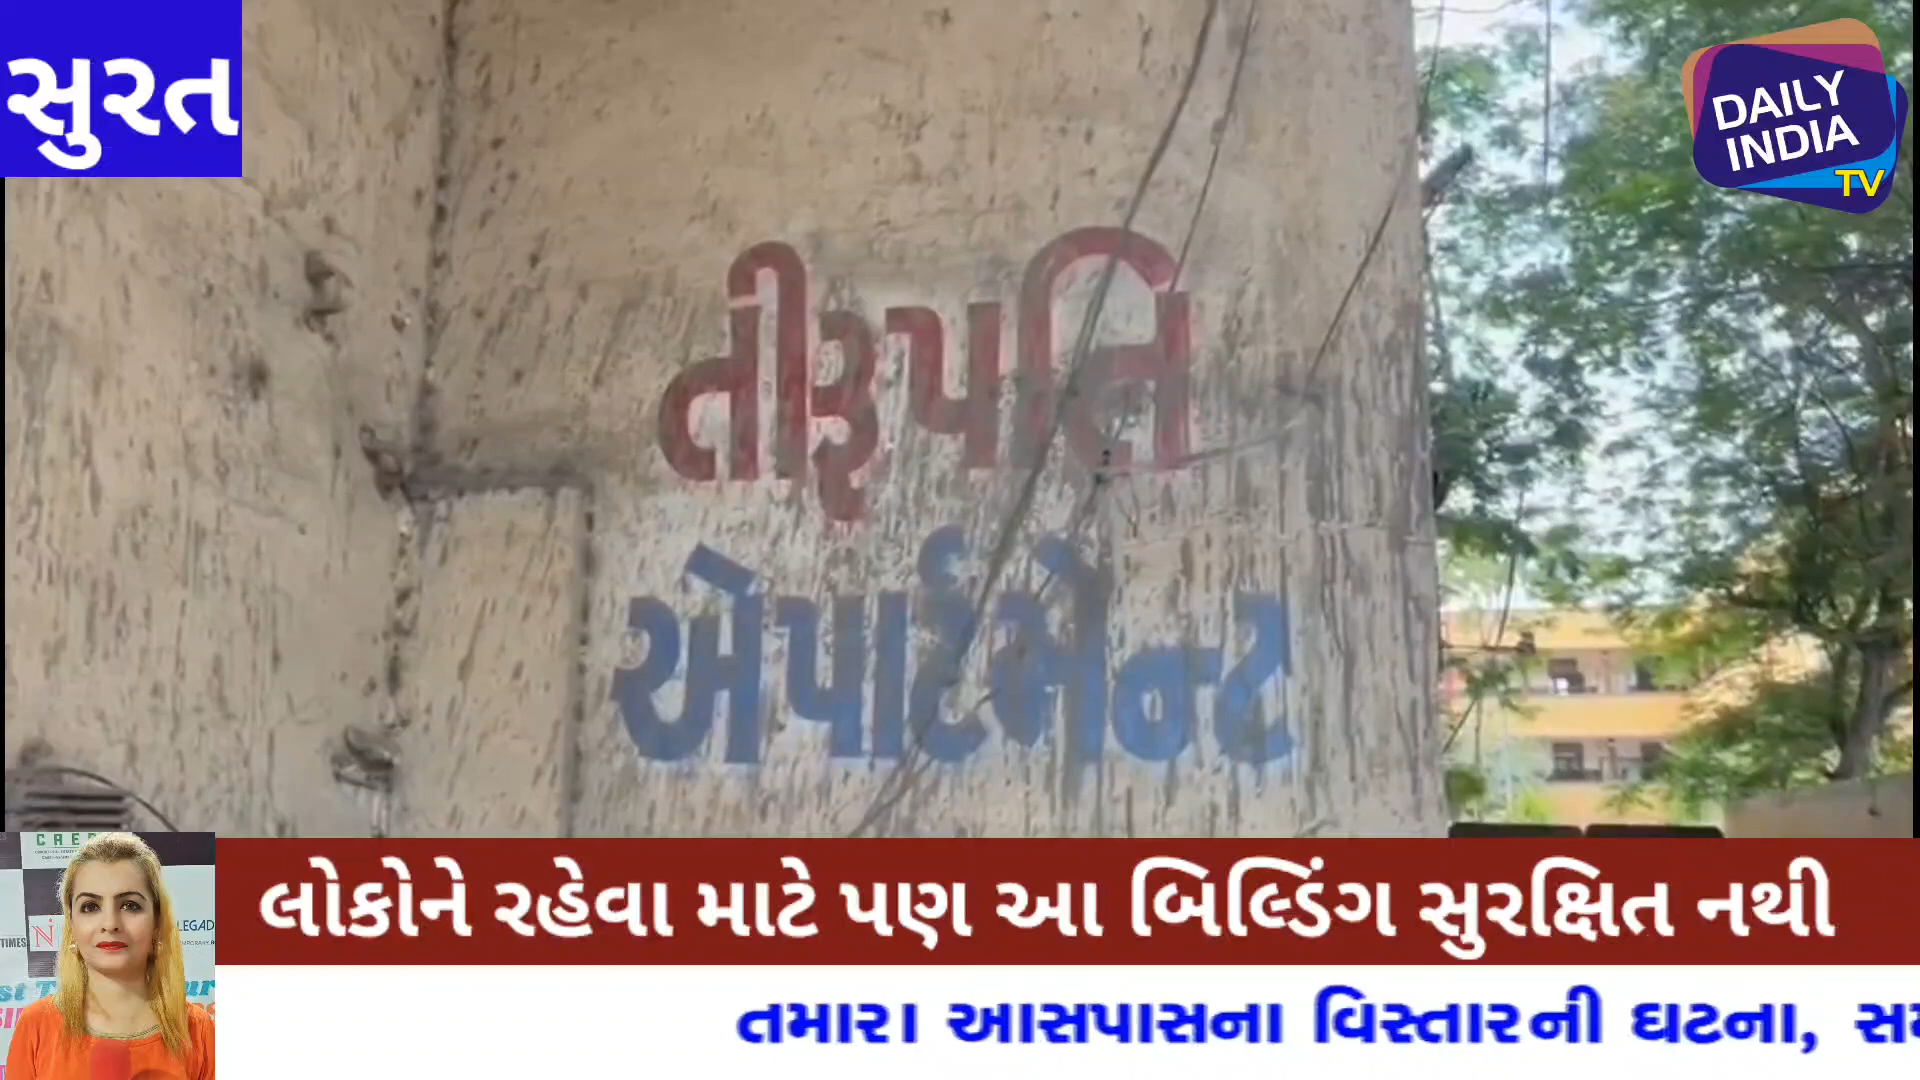 સુરત
DAILY
INDIA
TV
તીરૂપતિ
એપાર્ટમેન્ટ
લોકોને રહેવા માટે પણ આ બિલ્ડિંગ સુરક્ષિત નથી
તમારા આસપાસના વિસ્તારની ઘટના,